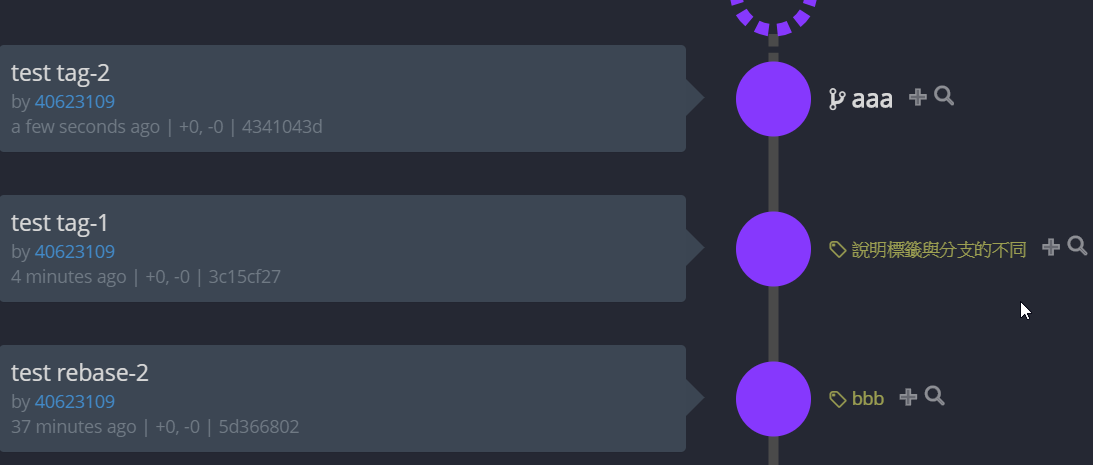 test tag-2
by 40623109
a few seconds ago | +0, -0 | 4341043d
aaa
test tag-1
by 40623109
4 minutes ago | +0, -0 | 3c15cf27
說明標籤與分支的不同
test rebase-2
by 40623109
37 minutes ago | +0, -0 | 5d366802
bbb